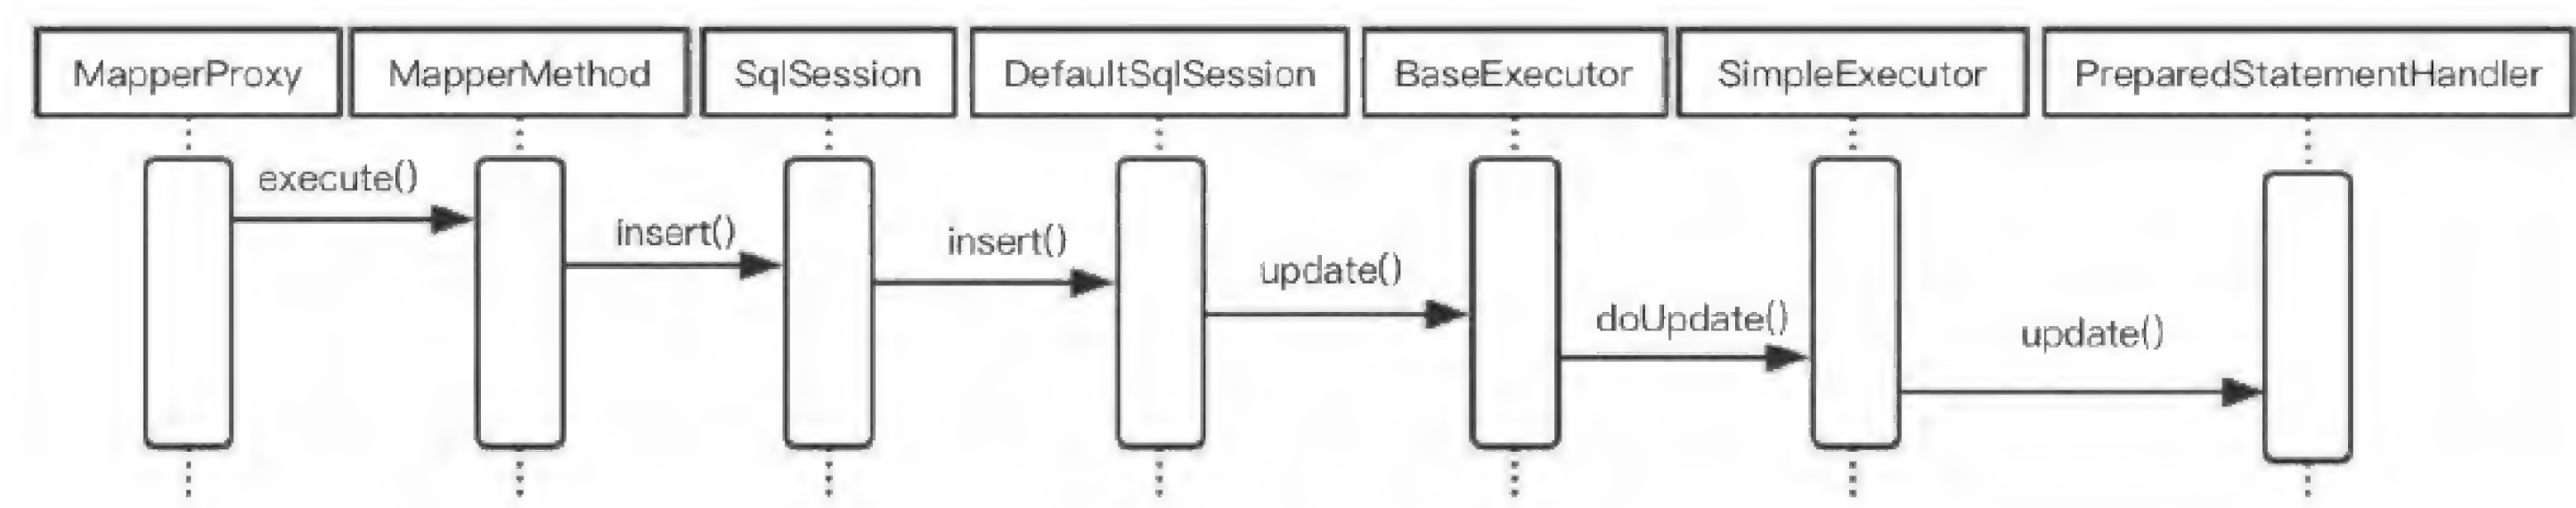 MapperProxy
MapperMethod
SqlSession
DefaultSqlSession
BaseExecutor
SimpleExecutor
PreparedStatementHandler
execute()
insert()
insert()
update()
doUpdate()
update()